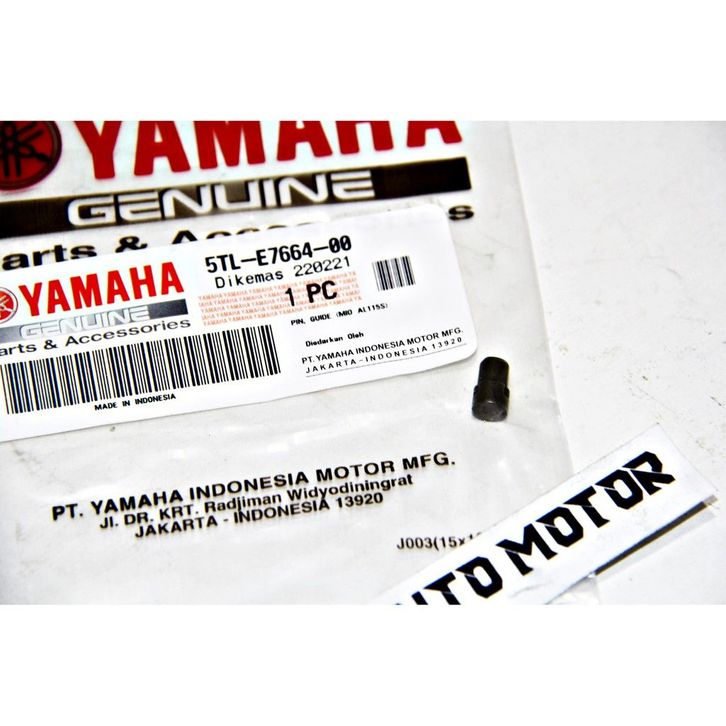 YAMAHA
GENUINE
arts &
YAMAHA
GENUINE
arts & Accessories
5TL-E7664-00
Dikemas 220221
1 PC
PIN, GUIDE (MIO AL115S)
Diedarkan Oleh
PT.YAMAHA INDONESIA MOTOR MFG.
JAKARTA-INDONESIA 13920
MADE IN INDONESIA
PT. YAMAHA INDONESIA MOTOR MFG.
Jl. DR. KRT. Radjiman Widyodiningrat
JAKARTA - INDONESIA 13920
J003(15x1
MOTOR